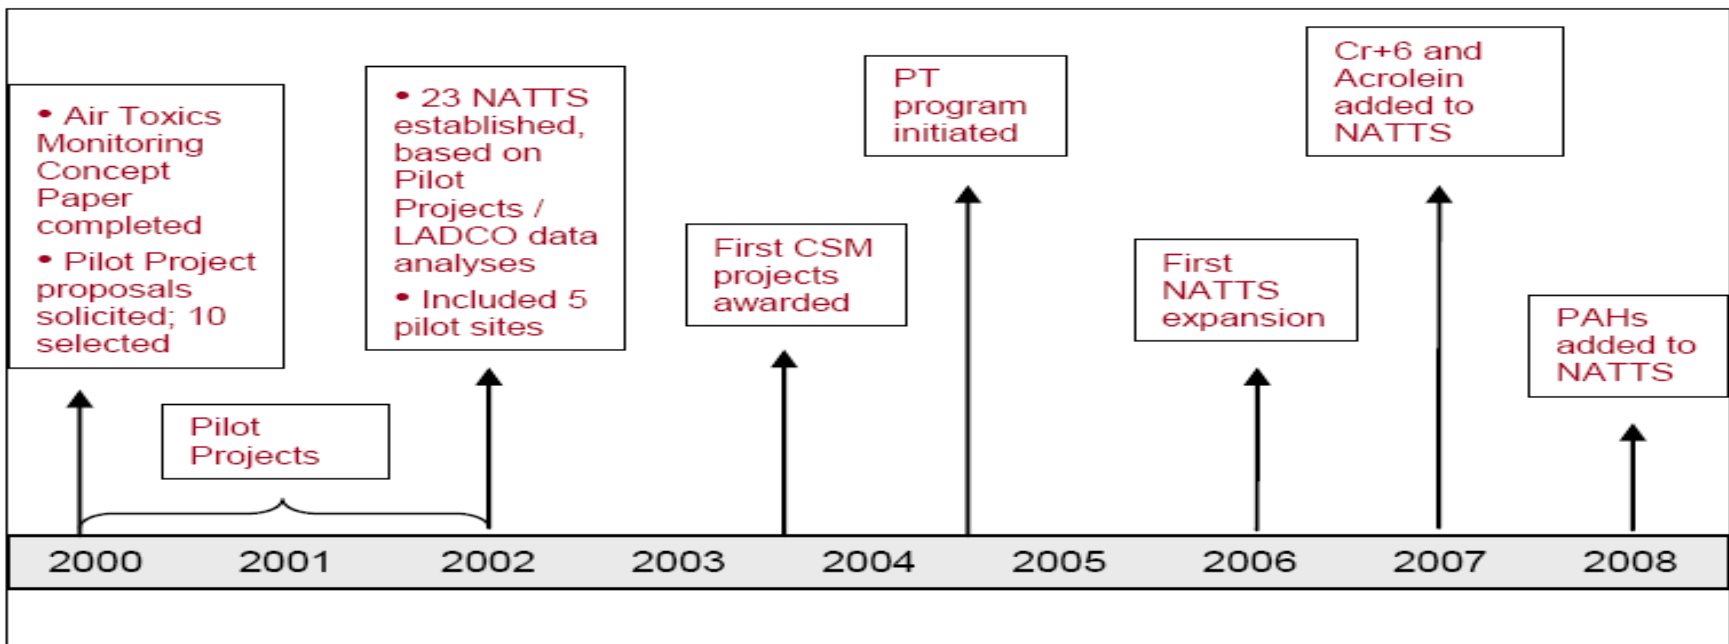 • Air Toxics
Monitoring
Concept
Paper
completed
• Pilot Project
proposals
solicited; 10
selected
Pilot
Projects
• 23 NATTS
established,
based on
Pilot
Projects /
LADCO data
analyses
• Included 5
pilot sites
First CSM
projects
awarded
PT
program
initiated
First
NATTS
expansion
Cr+6 and
Acrolein
added to
NATTS
PAHs
added to
NATTS
2000 2001 2002 2003 2004 2005 2006 2007 2008